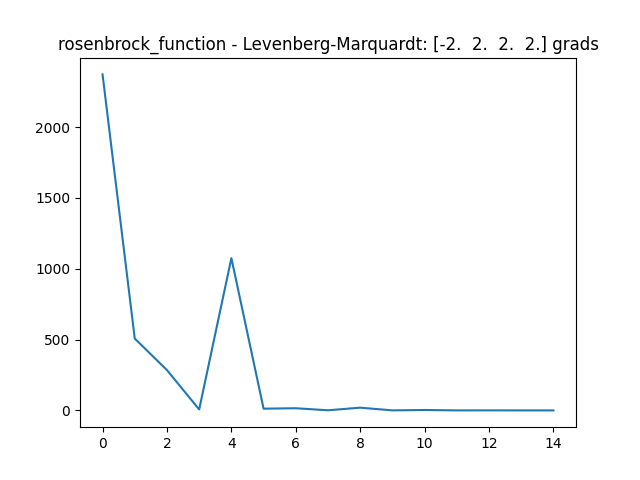 rosenbrock_function - Levenberg-Marquardt: [-2.  2.  2.  2.] grads
2000
1500
1000
500
0
0 2 4 6 8 10 12 14